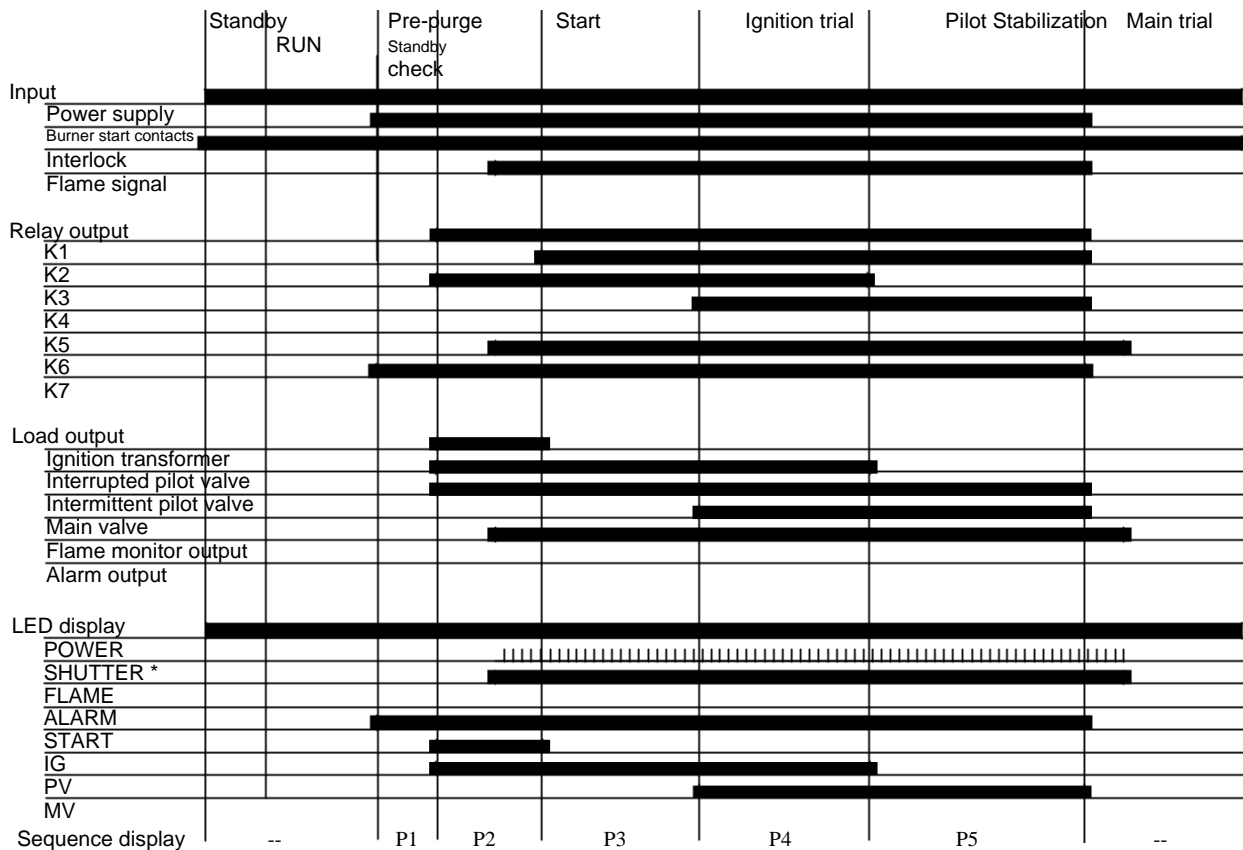 Standby Pre-purge Start Ignition trial Pilot Stabilization Main trial
RUN Standby
check
Input
Power supply
Burner start contacts
Interlock
Flame signal
Relay output
K1
K2
K3
K4
K5
K6
K7
Load output
Ignition transformer
Interrupted pilot valve
Intermittent pilot valve
Main valve
Flame monitor output
Alarm output
LED display
POWER
SHUTTER *
FLAME
ALARM
START
IG
PV
MV
Sequence display -- P1 P2 P3 P4 P5 --